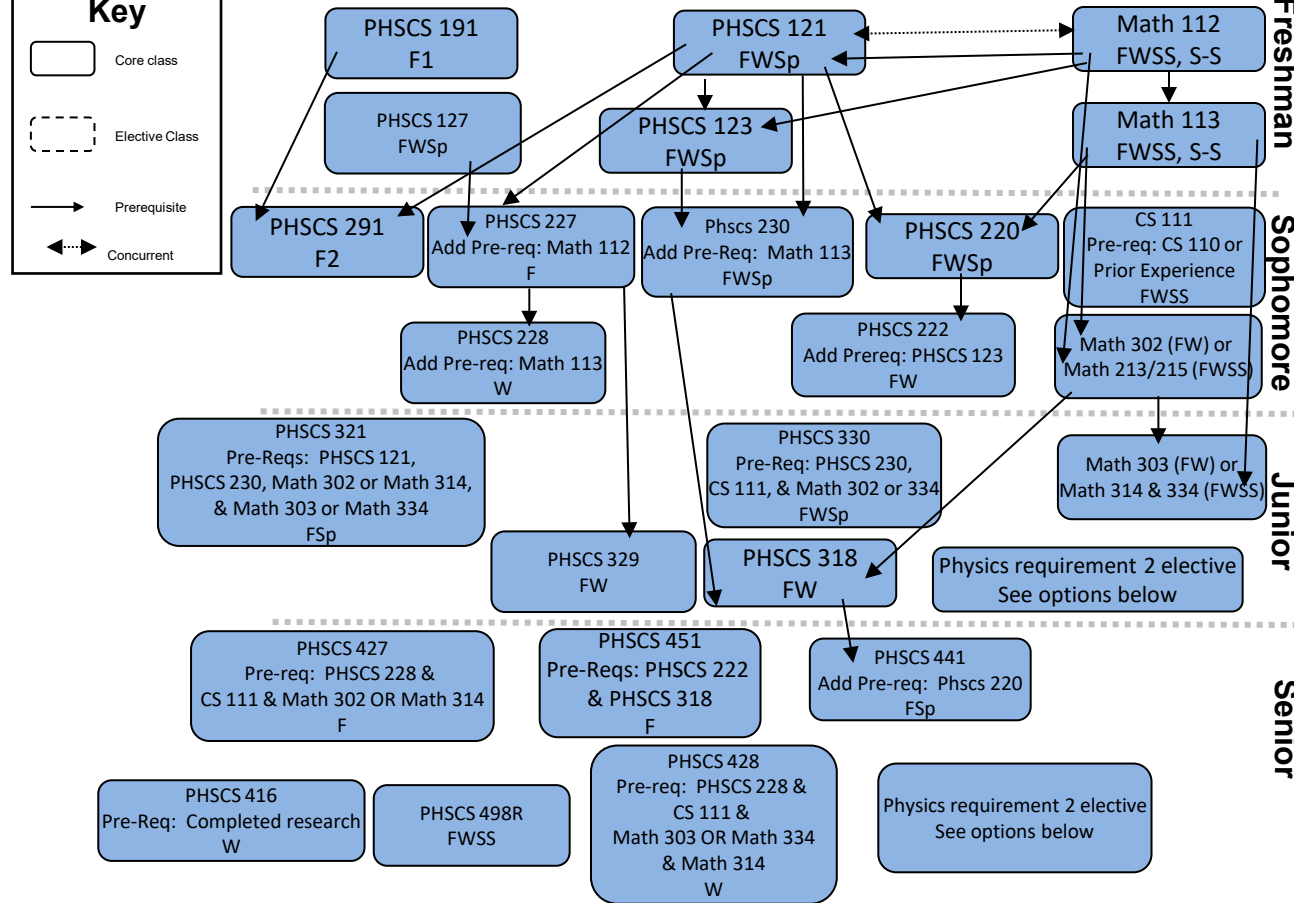 Key
Core class
Elective Class
Prerequisite
Concurrent
Freshman
PHSCS 191
F1
PHSCS 121
FWSp
Math 112
FWSS, S-S
PHSCS 127
FWSp
PHSCS 123
FWSp
Math 113
FWSS, S-S
Sophomore
PHSCS 291
F2
PHSCS 227
Add Pre-req: Math 112
F
Phscs 230
Add Pre-Req: Math 113
FWSp
PHSCS 220
FWSp
CS 111
Pre-req: CS 110 or
Prior Experience
FWSS
PHSCS 228
Add Pre-req: Math 113
W
PHSCS 222
Add Prereq: PHSCS 123
FW
Math 302 (FW) or
Math 213/215 (FWSS)
Junior
PHSCS 321
Pre-Reqs: PHSCS 121,
PHSCS 230, Math 302 or Math 314,
& Math 303 or Math 334
FSp
PHSCS 330
Pre-Req: PHSCS 230,
CS 111, & Math 302 or 334
FWSp
Math 303 (FW) or
Math 314 & 334 (FWSS)
PHSCS 329
FW
PHSCS 318
FW
Physics requirement 2 elective
See options below
Senior
PHSCS 427
Pre-req: PHSCS 228 &
CS 111 & Math 302 OR Math 314
F
PHSCS 451
Pre-Reqs: PHSCS 222
& PHSCS 318
F
PHSCS 441
Add Pre-req: Phscs 220
FSp
PHSCS 416
Pre-Req: Completed research
W
PHSCS 498R
FWSS
PHSCS 428
Pre-req: PHSCS 228 &
CS 111 &
Math 303 OR Math 334
& Math 314
W
Physics requirement 2 elective
See options below